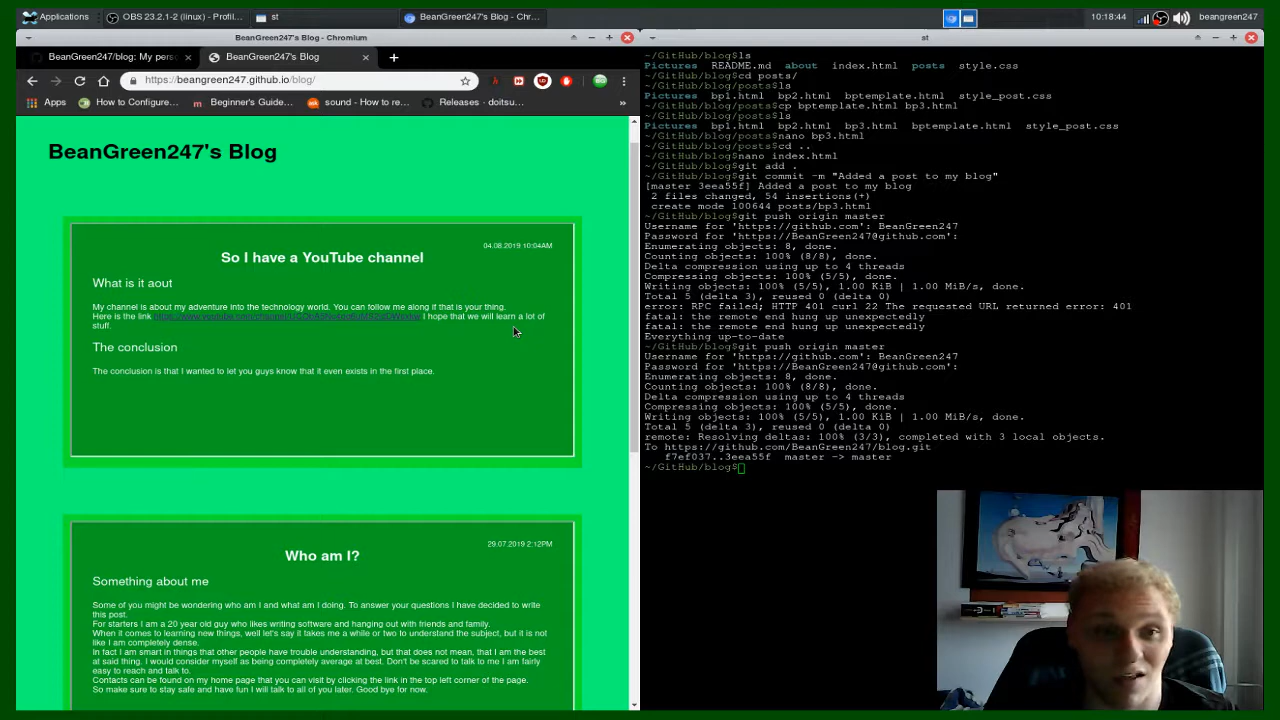 Applications
OBS 23.2.1-2 (linux) - Profil...
st
BeanGreen247's Blog - Chr...
10:18:44
beangreen247
BeanGreen247's Blog - Chromium
BeanGreen247/blog: My perso
BeanGreen247's Blog
https://beangreen247.github.io/blog/
Apps
How to Configure...
Beginner's Guide...
sound - How to re...
Releases · doitsu...
»
BeanGreen247's Blog
04.08.2019 10:04AM
So I have a YouTube channel
What is it aout
My channel is about my adventure into the technology world. You can follow me along if that is your thing.
Here is the link I hope that we will learn a lot of
stuff.
The conclusion
The conclusion is that I wanted to let you guys know that it even exists in the first place.
29.07.2019 2:12PM
Who am I?
Something about me
Some of you might be wondering who am I and what am I doing. To answer your questions I have decided to write
this post.
For starters I am a 20 year old guy who likes writing software and hanging out with friends and family.
When it comes to learning new things, well let's say it takes me a while or two to understand the subject, but it is not
like I am completely dense.
In fact I am smart in things that other people have trouble understanding, but that does not mean, that I am the best
at said thing. I would consider myself as being completely average at best. Don't be scared to talk to me I am fairly
easy to reach and talk to.
Contacts can be found on my home page that you can visit by clicking the link in the top left corner of the page.
So make sure to stay safe and have fun I will talk to all of you later. Good bye for now.
st
~/GitHub/blog$ls
Pictures README.md about index.html posts style.css
~/GitHub/blog$cd posts/
~/GitHub/blog/posts$ls
Pictures bp1.html bp2.html bptemplate.html style_post.css
~/GitHub/blog/posts$cp bptemplate.html bp3.html
~/GitHub/blog/posts$ls
Pictures bp1.html bp2.html bp3.html bptemplate.html style_post.css
~/GitHub/blog/posts$nano bp3.html
~/GitHub/blog/posts$cd ..
~/GitHub/blog$nano index.html
~/GitHub/blog$git add .
~/GitHub/blog$git commit -m "Added a post to my blog"
[master 3eea55f] Added a post to my blog
2 files changed, 54 insertions(+)
create mode 100644 posts/bp3.html
~/GitHub/blog$git push origin master
Username for 'https://github.com': BeanGreen247
Password for 'https://BeanGreen247@github.com':
Enumerating objects: 8, done.
Counting objects: 100% (8/8), done.
Delta compression using up to 4 threads
Compressing objects: 100% (5/5), done.
Writing objects: 100% (5/5), 1.00 KiB | 1.00 MiB/s, done.
Total 5 (delta 3), reused 0 (delta 0)
error: RPC failed; HTTP 401 curl 22 The requested URL returned error: 401
fatal: the remote end hung up unexpectedly
fatal: the remote end hung up unexpectedly
Everything up-to-date
~/GitHub/blog$git push origin master
Username for 'https://github.com': BeanGreen247
Password for 'https://BeanGreen247@github.com':
Enumerating objects: 8, done.
Counting objects: 100% (8/8), done.
Delta compression using up to 4 threads
Compressing objects: 100% (5/5), done.
Writing objects: 100% (5/5), 1.00 KiB | 1.00 MiB/s, done.
Total 5 (delta 3), reused 0 (delta 0)
remote: Resolving deltas: 100% (3/3), completed with 3 local objects.
To https://github.com/BeanGreen247/blog.git
f7ef037..3eea55f master -> master
~/GitHub/blog$